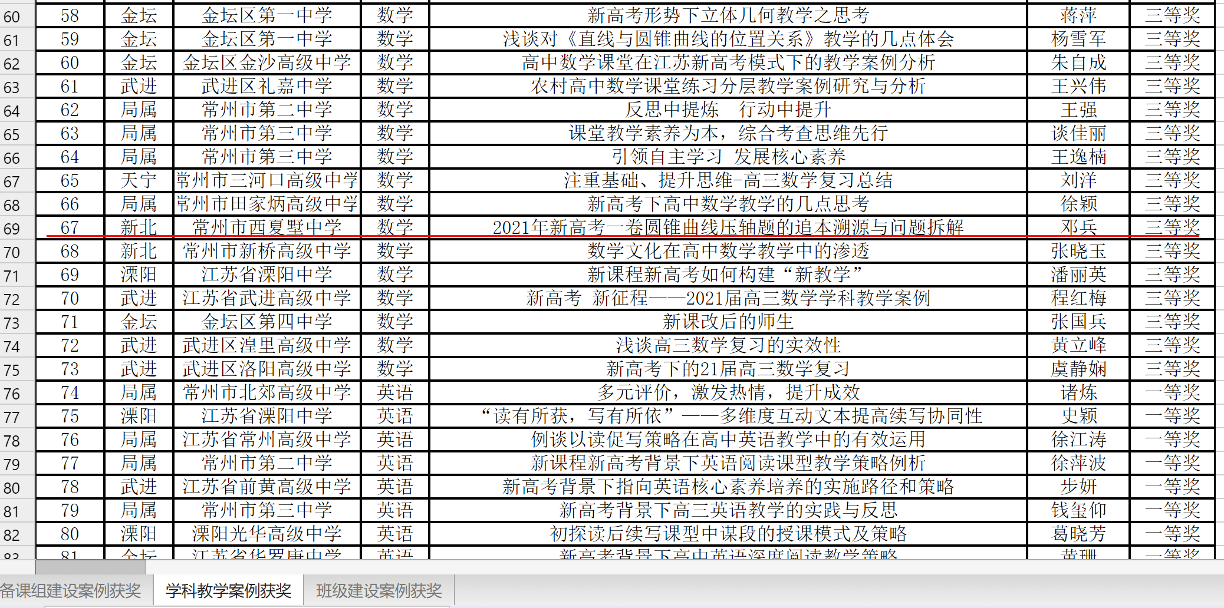 60 58 金坛 金坛区第一中学 数学 新高考形势下立体几何教学之思考 蒋萍 三等奖
61 59 金坛 金坛区第一中学 数学 浅谈对《直线与圆锥曲线的位置关系》教学的几点体会 杨雪军 三等奖
62 60 金坛 金坛区金沙高级中学 数学 高中数学课堂在江苏新高考模式下的教学案例分析 朱自成 三等奖
63 61 武进 武进区礼嘉中学 数学 农村高中数学课堂练习分层教学案例研究与分析 王兴伟 三等奖
64 62 局属 常州市第二中学 数学 反思中提炼 行动中提升 王强 三等奖
65 63 局属 常州市第三中学 数学 课堂教学素养为本，综合考查思维先行 谈佳丽 三等奖
66 64 局属 常州市第三中学 数学 引领自主学习 发展核心素养 王逸楠 三等奖
67 65 天宁 常州市三河口高级中学 数学 注重基础、提升思维-高三数学复习总结 刘洋 三等奖
68 66 局属 常州市田家炳高级中学 数学 新高考下高中数学教学的几点思考 徐颖 三等奖
69 67 新北 常州市西夏墅中学 数学 2021年新高考一卷圆锥曲线压轴题的追本溯源与问题拆解 邓兵 三等奖
70 68 新北 常州市新桥高级中学 数学 数学文化在高中数学教学中的渗透 张晓玉 三等奖
71 69 溧阳 江苏省溧阳中学 数学 新课程新高考如何构建“新教学” 潘丽英 三等奖
72 70 武进 江苏省武进高级中学 数学 新高考 新征程——2021届高三数学学科教学案例 程红梅 三等奖
73 71 金坛 金坛区第四中学 数学 新课改后的师生 张国兵 三等奖
74 72 武进 武进区湟里高级中学 数学 浅谈高三数学复习的实效性 黄立峰 三等奖
75 73 武进 武进区洛阳高级中学 数学 新高考下的21届高三数学复习 虞静娴 三等奖
76 74 局属 常州市北郊高级中学 英语 多元评价，激发热情，提升成效 诸炼 一等奖
77 75 溧阳 江苏省溧阳中学 英语 “读有所获，写有所依”——多维度互动文本提高续写协同性 史颖 一等奖
78 76 局属 江苏省常州高级中学 英语 例谈以读促写策略在高中英语教学中的有效运用 徐江涛 一等奖
79 77 局属 常州市第二中学 英语 新课程新高考背景下英语阅读课型教学策略例析 徐萍波 一等奖
80 78 武进 江苏省前黄高级中学 英语 新高考背景下指向英语核心素养培养的实施路径和策略 步妍 一等奖
81 79 局属 常州市第三中学 英语 新高考背景下高三英语教学的实践与反思 钱玺仰 一等奖
82 80 溧阳 溧阳光华高级中学 英语 初探读后续写课型中谋段的授课模式及策略 葛晓芳 一等奖
83 81 金坛 江苏省华罗庚中学 英语 新高考背景下高中英语深度阅读教学策略 黄珊 一等奖
备课组建设案例获奖 学科教学案例获奖 班级建设案例获奖